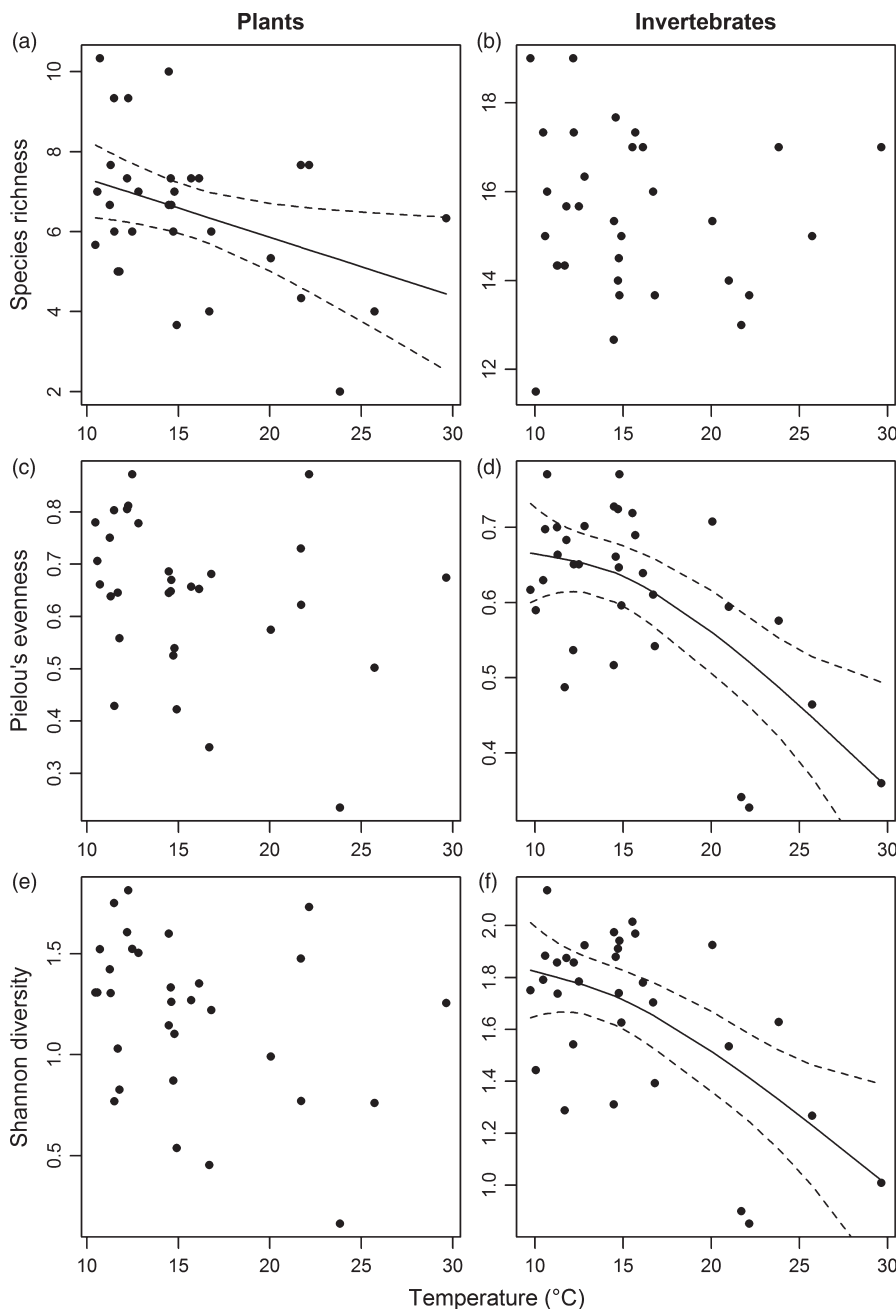 Plants
Invertebrates
(a)
(b)
Species richness
10
8
6
4
2
10 15 20 25 30
18
16
14
12
10 15 20 25 30
(c)
(d)
Pielou's evenness
0.8
0.7
0.6
0.5
0.4
0.3
10 15 20 25 30
0.7
0.6
0.5
0.4
10 15 20 25 30
(e)
(f)
Shannon diversity
1.5
1.0
0.5
10 15 20 25 30
2.0
1.8
1.6
1.4
1.2
1.0
10 15 20 25 30
Temperature (°C)